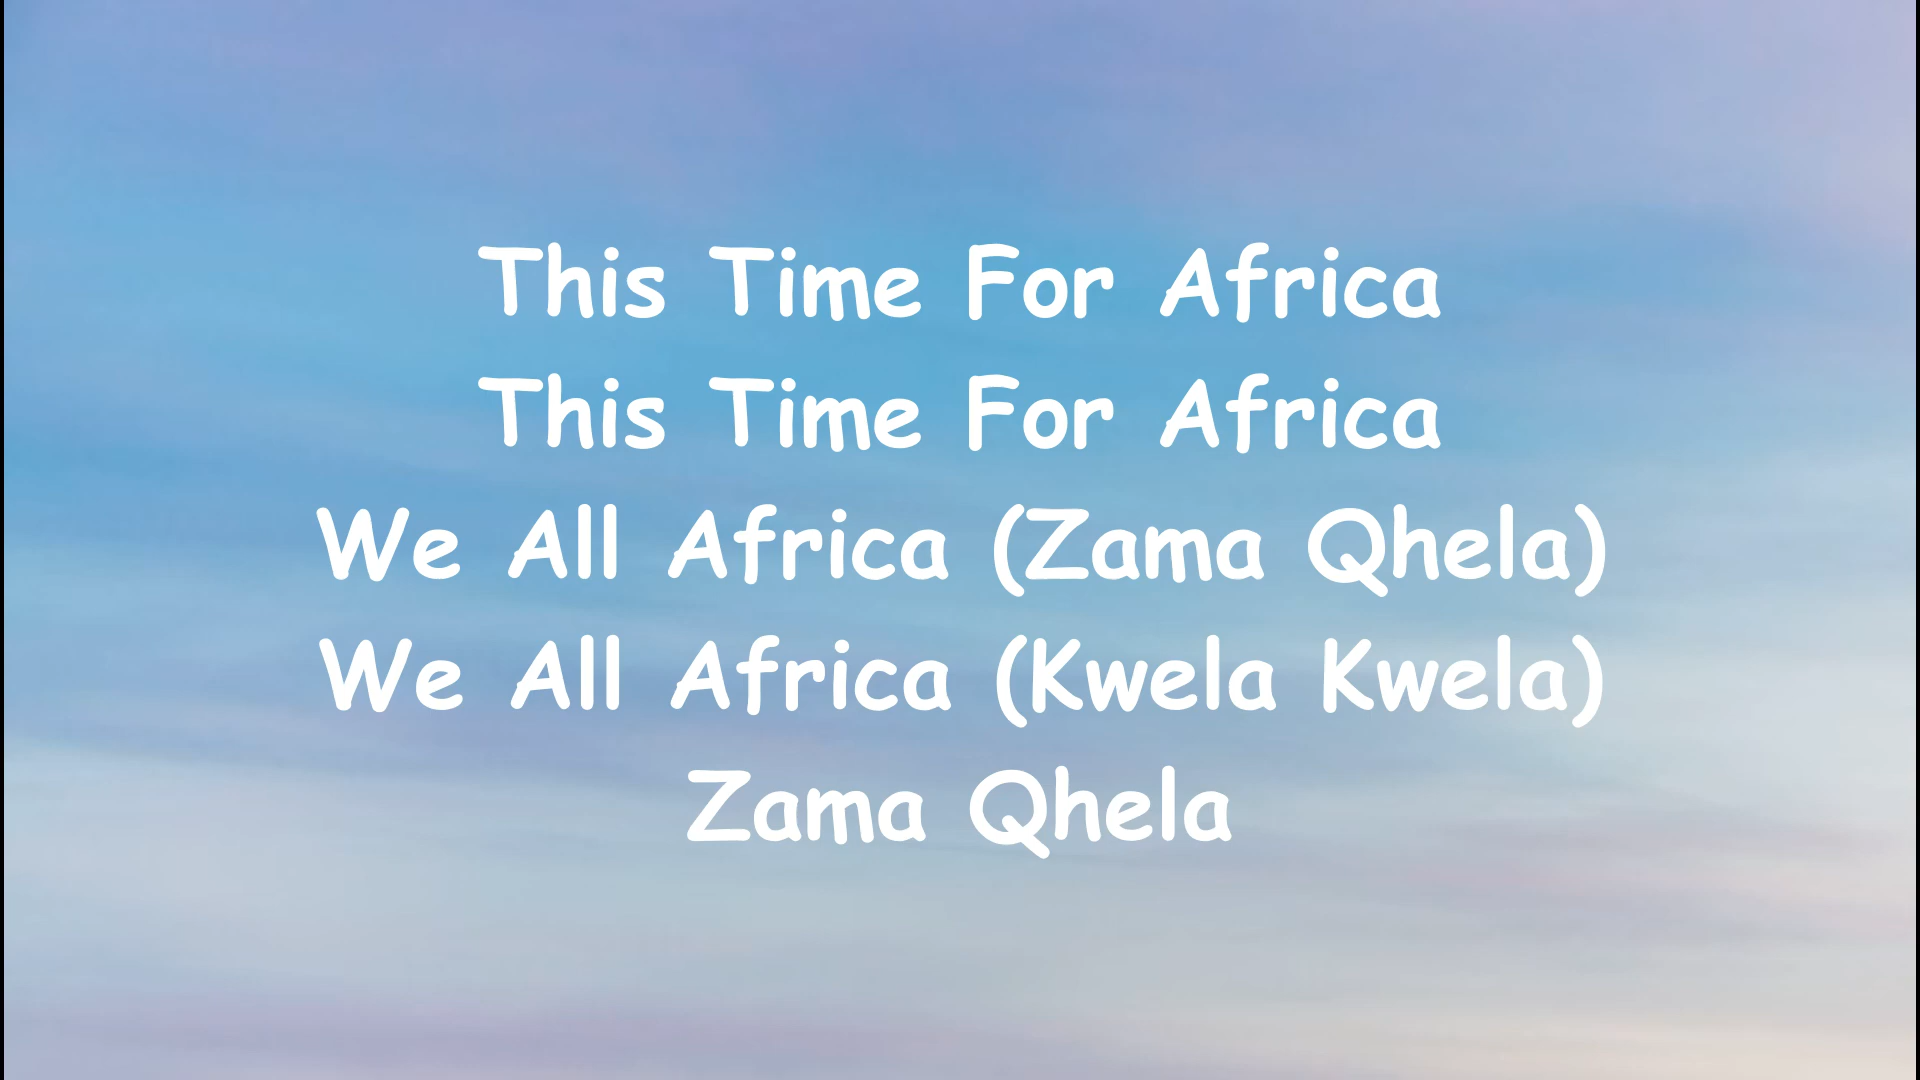 This Time For Africa
This Time For Africa
We All Africa (Zama Qhela)
We All Africa (Kwela Kwela)
Zama Qhela